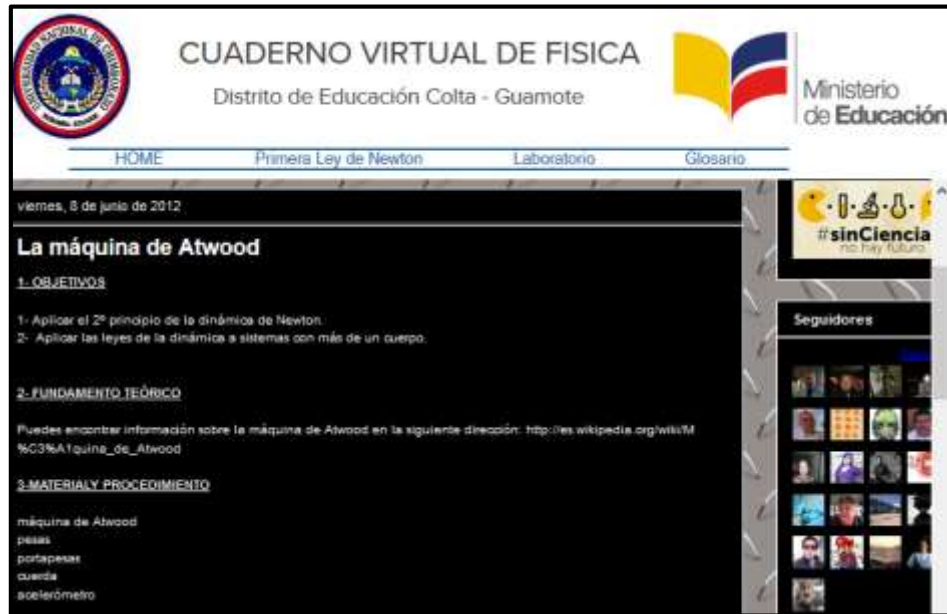 CUADERNO VIRTUAL DE FISICA
Distrito de Educación Colta - Guamote
Ministerio
de Educación
HOME Primera Ley de Newton Laboratorio Glosario
viernes, 8 de junio de 2012
La máquina de Atwood
1- OBJETIVOS
1- Aplicar el 2º principio de la dinámica de Newton.
2- Aplicar las leyes de la dinámica a sistemas con más de un cuerpo.
2- FUNDAMENTO TEÓRICO
Puedes encontrar información sobre la máquina de Atwood en la siguiente dirección: http://es.wikipedia.org/wiki/M
%C3%A1quina_de_Atwood
3-MATERIALY PROCEDIMIENTO
máquina de Atwood
pesas
portapesas
cuerda
acelerómetro
#sinCiencia
no hay futuro
Seguidores